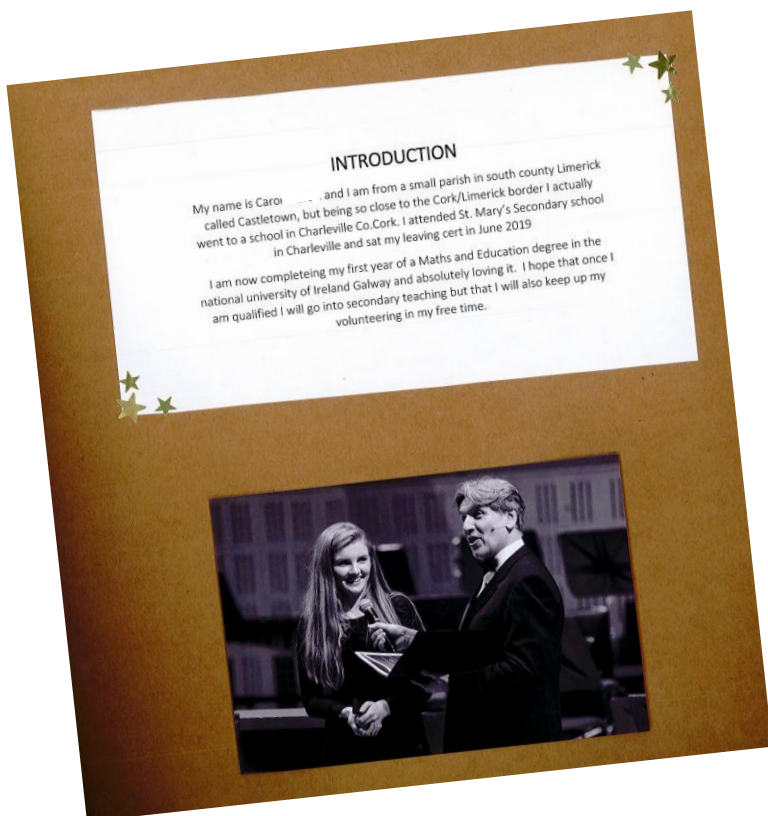 INTRODUCTION
My name is Carol , and I am from a small parish in south county Limerick
called Castletown, but being so close to the Cork/Limerick border I actually
went to a school in Charleville Co.Cork. I attended St. Mary's Secondary school
in Charleville and sat my leaving cert in June 2019
I am now completeing my first year of a Maths and Education degree in the
national university of Ireland Galway and absolutely loving it. I hope that once I
am qualified I will go into secondary teaching but that I will also keep up my
volunteering in my free time.